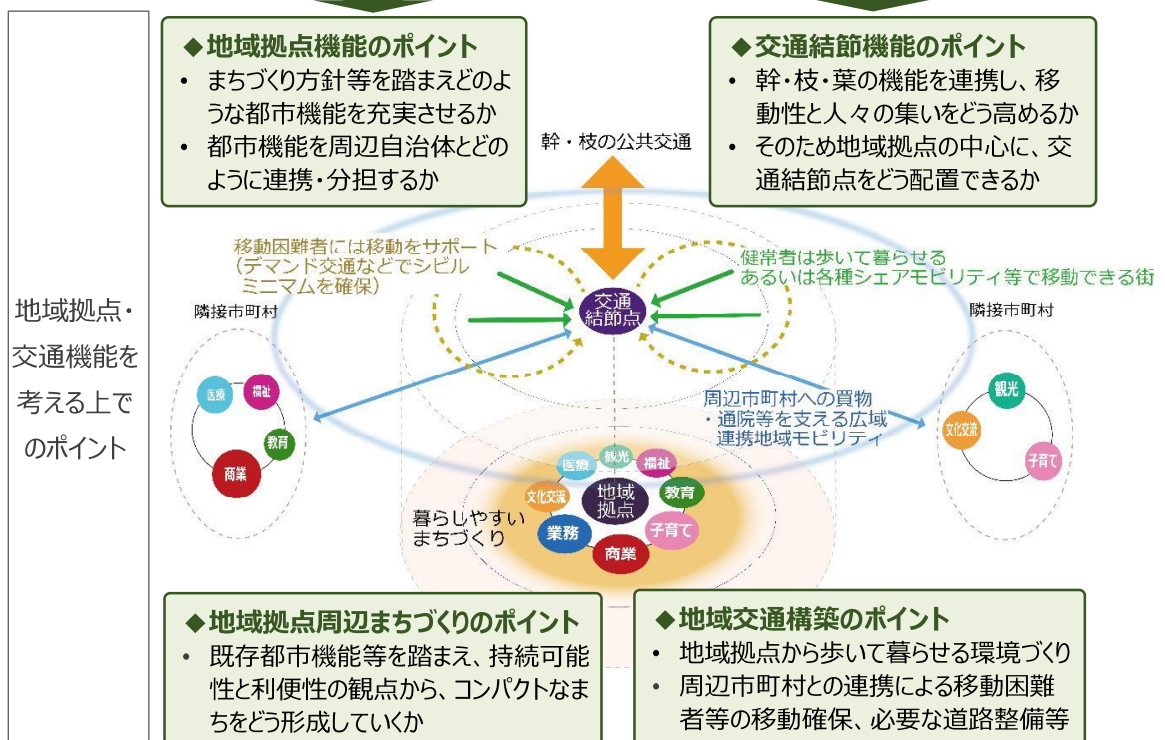 地域拠点・
交通機能を
考える上で
のポイント
◆地域拠点機能のポイント
• まちづくり方針等を踏まえどのよ
うな都市機能を充実させるか
• 都市機能を周辺自治体とどの
ように連携・分担するか
◆交通結節機能のポイント
• 幹・枝・葉の機能を連携し、移
動性と人々の集いをどう高めるか
• そのため地域拠点の中心に、交
通結節点をどう配置できるか
幹・枝の公共交通
移動困難者には移動をサポート
（デマンド交通などでシビル
ミニマムを確保）
健常者は歩いて暮らせる
あるいは各種シェアモビリティ等で移動できる街
交通
結節点
隣接市町村
医療
福祉
教育
商業
隣接市町村
観光
文化交流
子育て
周辺市町村への買物
・通院等を支える広域
連携地域モビリティ
暮らしやすい
まちづくり
医療
観光
福祉
文化交流
地域
拠点
教育
業務
子育て
商業
◆地域拠点周辺まちづくりのポイント
• 既存都市機能等を踏まえ、持続可能
性と利便性の観点から、コンパクトなま
ちをどう形成していくか
◆地域交通構築のポイント
• 地域拠点から歩いて暮らせる環境づくり
• 周辺市町村との連携による移動困難
者等の移動確保、必要な道路整備等